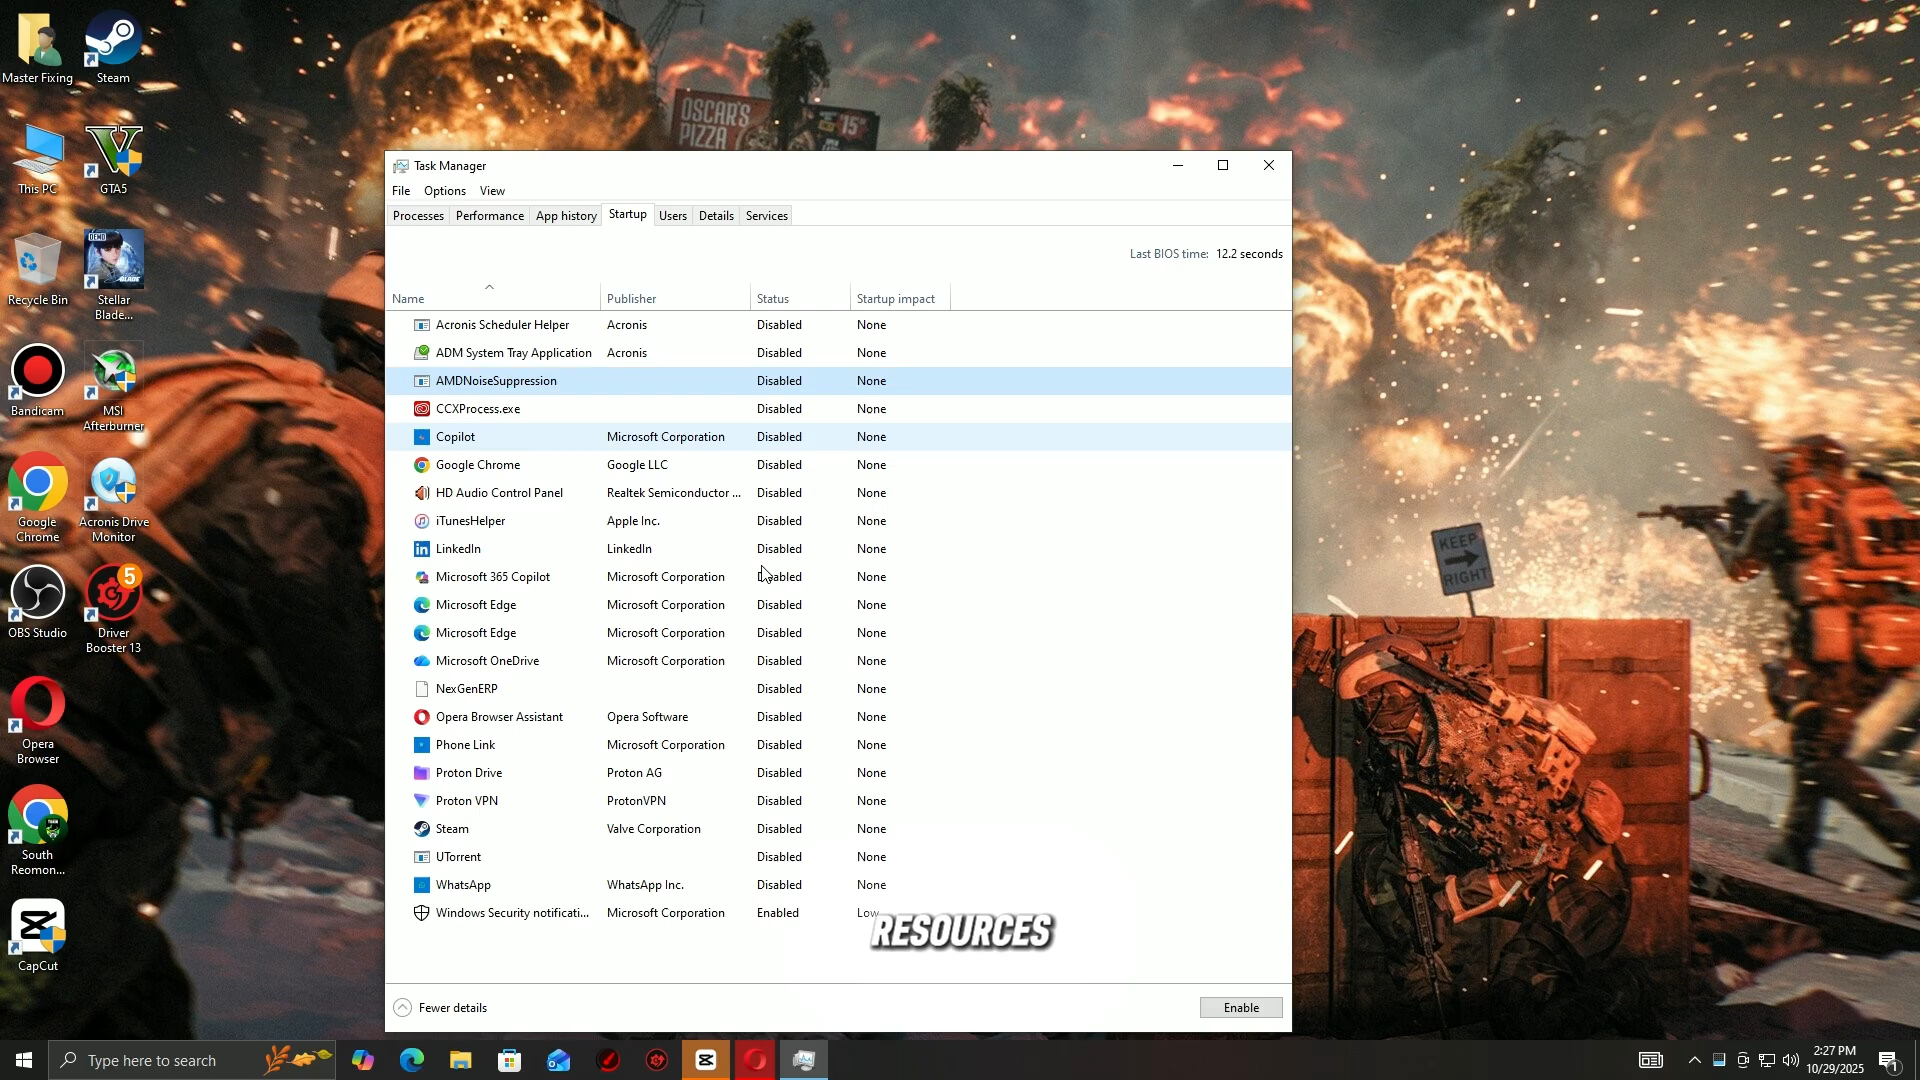 Master Fixing
Steam
This PC
GTA5
Recycle Bin
DEMO
Stellar
Blade...
Bandicam
MSI
Afterburner
Google
Chrome
Acronis Drive
Monitor
OBS Studio
5
Driver
Booster 13
Opera
Browser
South
Reomon...
CapCut
OSCAR'S
PIZZA
$15
KEEP
RIGHT
Task Manager
File Options View
Processes Performance App history Startup Users Details Services
Last BIOS time: 12.2 seconds
Name Publisher Status Startup impact
Acronis Scheduler Helper Acronis Disabled None
ADM System Tray Application Acronis Disabled None
AMDNoiseSuppression Disabled None
CCXProcess.exe Disabled None
Copilot Microsoft Corporation Disabled None
Google Chrome Google LLC Disabled None
HD Audio Control Panel Realtek Semiconductor ... Disabled None
iTunesHelper Apple Inc. Disabled None
LinkedIn LinkedIn Disabled None
Microsoft 365 Copilot Microsoft Corporation Disabled None
Microsoft Edge Microsoft Corporation Disabled None
Microsoft Edge Microsoft Corporation Disabled None
Microsoft OneDrive Microsoft Corporation Disabled None
NexGenERP Disabled None
Opera Browser Assistant Opera Software Disabled None
Phone Link Microsoft Corporation Disabled None
Proton Drive Proton AG Disabled None
Proton VPN ProtonVPN Disabled None
Steam Valve Corporation Disabled None
UTorrent Disabled None
WhatsApp WhatsApp Inc. Disabled None
Windows Security notificati... Microsoft Corporation Enabled Low
RESOURCES
Fewer details Enable
Type here to search
2:27 PM
10/29/2025
1